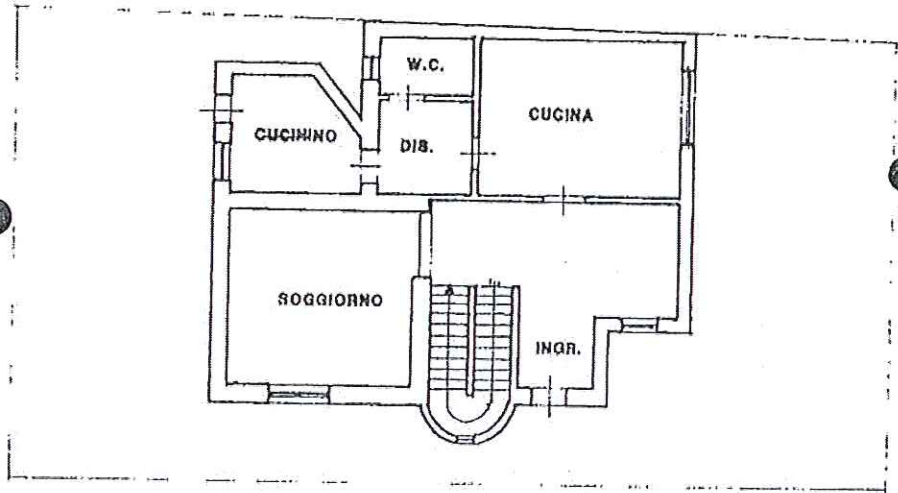 W.C.
CUCINA
CUCININO
DIS.
SOGGIORNO
INGR.